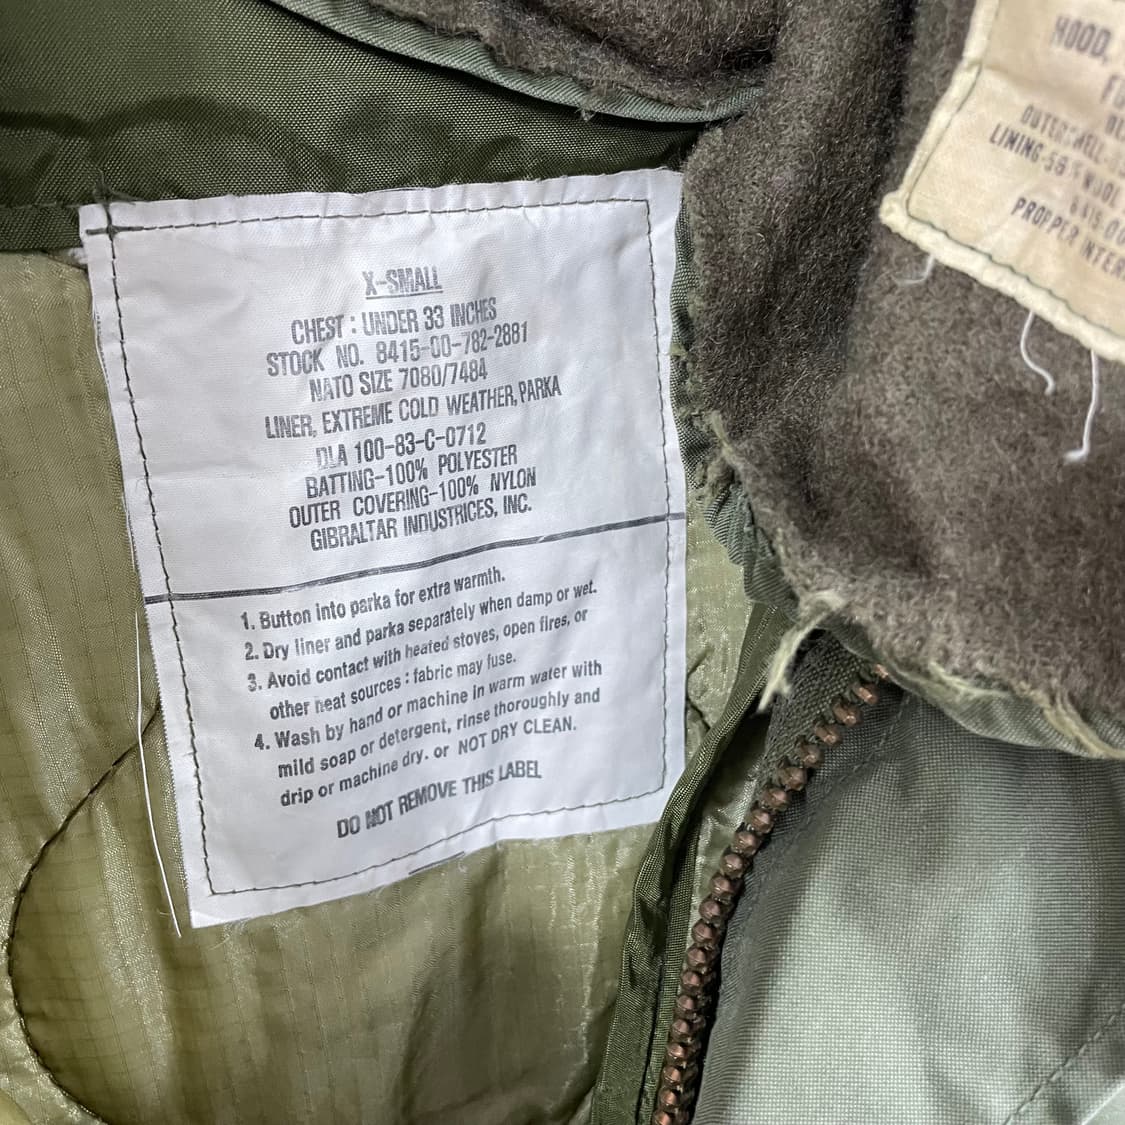 X-SMALL
CHEST : UNDER 33 INCHES
STOCK NO. 8415-00-782-2881
NATO SIZE 7080/7484
LINER, EXTREME COLD WEATHER, PARKA
DLA 100-83-C-0712
BATTING-100% POLYESTER
OUTER COVERING-100% NYLON
GIBRALTAR INDUSTRICES, INC.
1. Button into parka for extra warmth.
2. Dry liner and parka separately when damp or wet.
3. Avoid contact with heated stoves, open fires, or
other heat sources : fabric may fuse.
4. Wash by hand or machine in warm water with
mild soap or detergent, rinse thoroughly and
drip or machine dry. or NOT DRY CLEAN.
DO NOT REMOVE THIS LABEL
HOOD,
LINING-
WOOL
PROPPER